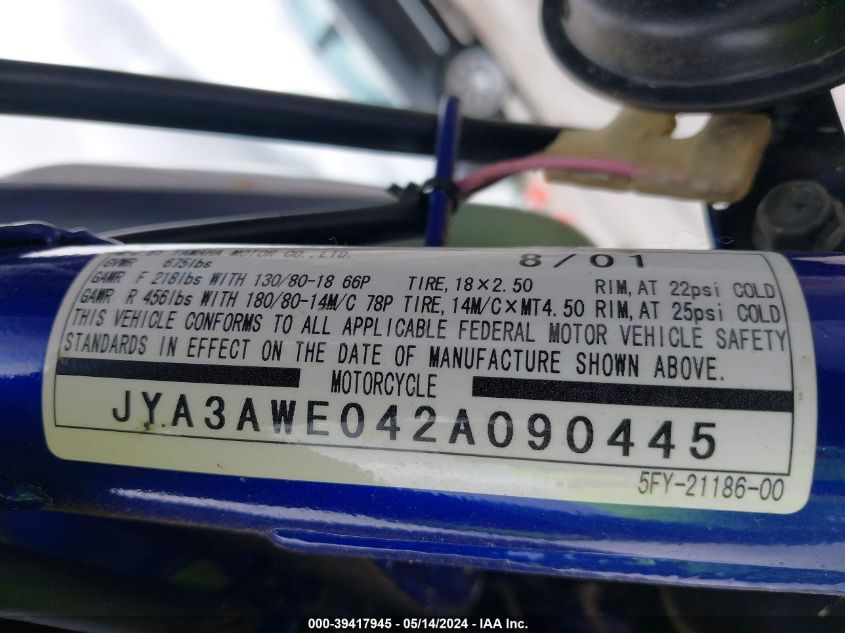 BY YAMAHA MOTOR CO., LTD.
GVWR 675lbs 8/01
GAWR F 218lbs WITH 130/80-18 66P TIRE, 18×2.50 RIM, AT 22psi COLD
GAWR R 456lbs WITH 180/80-14M/C 78P TIRE, 14M/C×MT4.50 RIM, AT 25psi COLD
THIS VEHICLE CONFORMS TO ALL APPLICABLE FEDERAL MOTOR VEHICLE SAFETY
STANDARDS IN EFFECT ON THE DATE OF MANUFACTURE SHOWN ABOVE.
MOTORCYCLE
JYA3AWE042A090445
5FY-21186-00
000-39417945 - 05/14/2024 - IAA Inc.